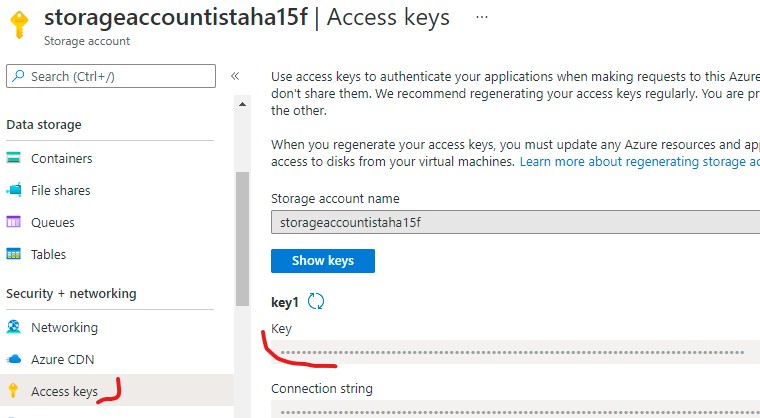 storageaccountistaha15f | Access keys ...
Storage account
Search (Ctrl+/)
«
Data storage
Containers
File shares
Queues
Tables
Security + networking
Networking
Azure CDN
Access keys
Use access keys to authenticate your applications when making requests to this Azure
don't share them. We recommend regenerating your access keys regularly. You are pr
the other.
When you regenerate your access keys, you must update any Azure resources and app
access to disks from your virtual machines. Learn more about regenerating storage ac
Storage account name
storageaccountistaha15f
Show keys
key1
Key
Connection string